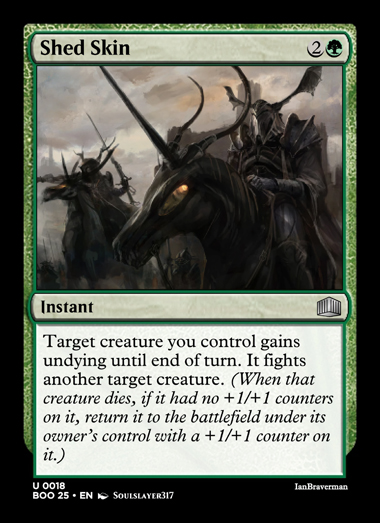 Shed Skin 2
Instant
Target creature you control gains
undying until end of turn. It fights
another target creature. (When that
creature dies, if it had no +1/+1 counters
on it, return it to the battlefield under its
owner's control with a +1/+1 counter on
it.)
U 0018
BOO 25 • EN Soulslayer317
IanBraverman